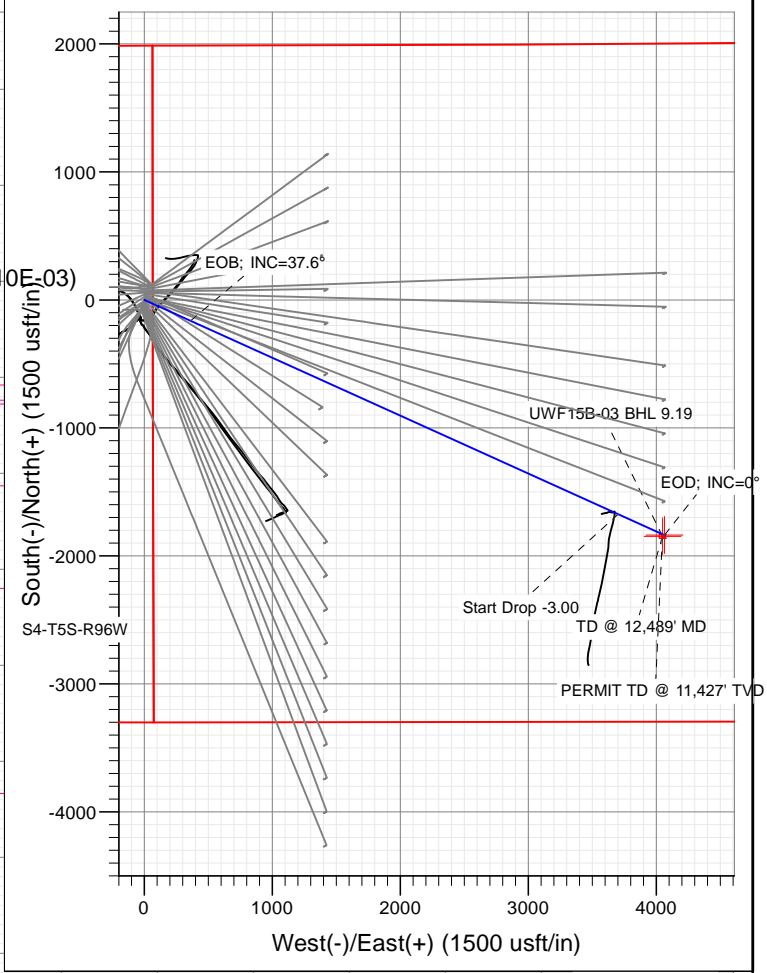 2000
1000
EOB; INC=37.6°
0E-03)
0
-1000
UWF15B-03 BHL 9.19
EOD; INC=0°
-2000
Start Drop -3.00
TD @ 12,489' MD
S4-T5S-R96W
-3000
PERMIT TD @ 11,427' TVD
-4000
South(-)/North(+) (1500 usft/in)
0 1000 2000 3000 4000
West(-)/East(+) (1500 usft/in)